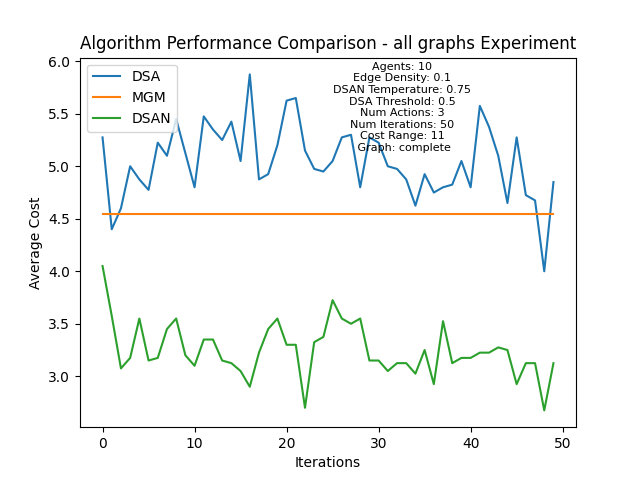 Algorithm Performance Comparison - all graphs Experiment
DSA
MGM
DSAN
Agents: 10
Edge Density: 0.1
DSAN Temperature: 0.75
DSA Threshold: 0.5
Num Actions: 3
Num Iterations: 50
Cost Range: 11
Graph: complete
Average Cost
6.0
5.5
5.0
4.5
4.0
3.5
3.0
0 10 20 30 40 50
Iterations